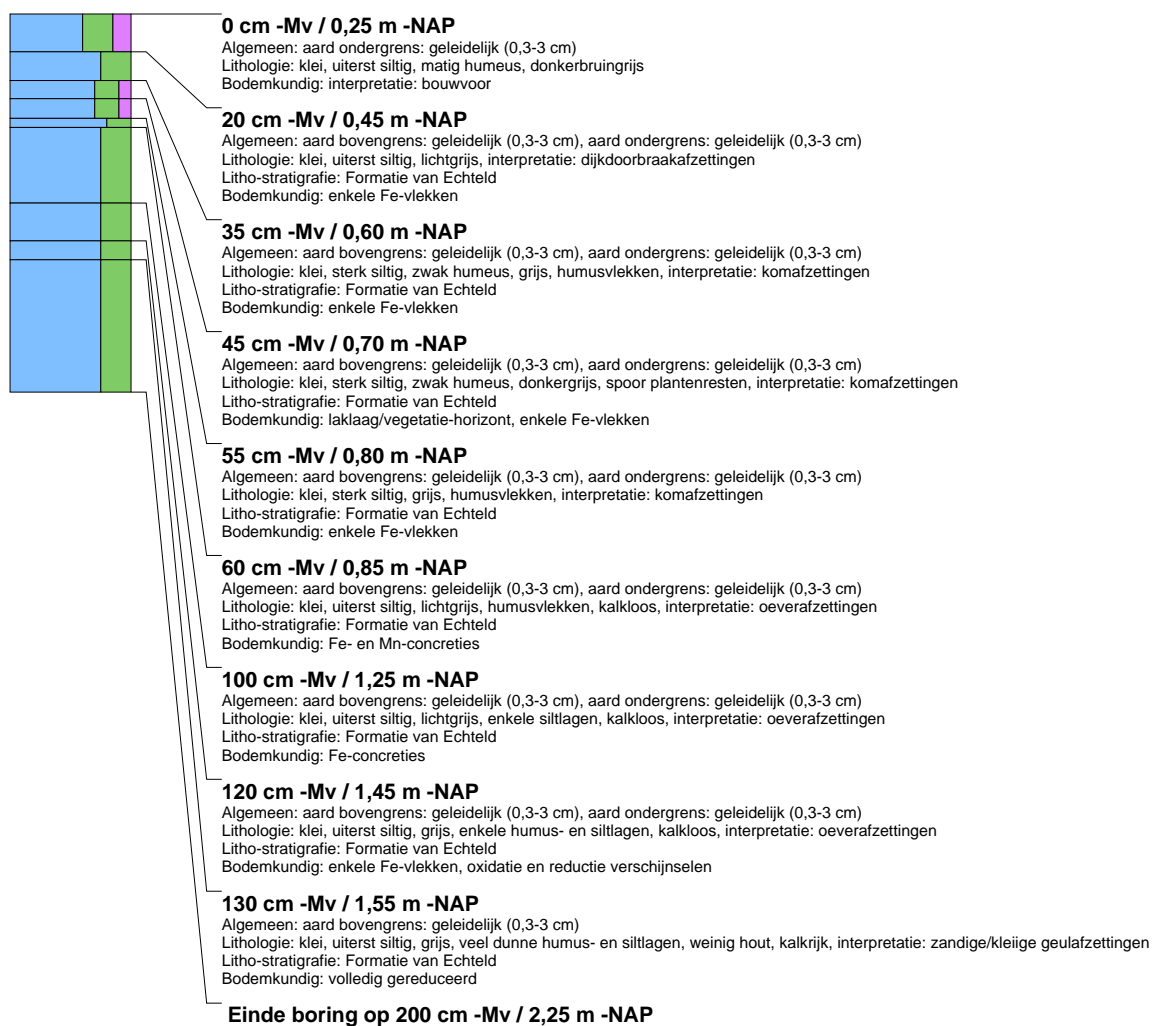 0 cm -Mv / 0,25 m -NAP
Algemeen: aard ondergrens: geleidelijk (0,3-3 cm)
Lithologie: klei, uiterst siltig, matig humeus, donkerbruingrijs
Bodemkundig: interpretatie: bouwvoor
20 cm -Mv / 0,45 m -NAP
Algemeen: aard bovengrens: geleidelijk (0,3-3 cm), aard ondergrens: geleidelijk (0,3-3 cm)
Lithologie: klei, uiterst siltig, lichtgrijs, interpretatie: dijkdoorbraakafzettingen
Litho-stratigrafie: Formatie van Echteld
Bodemkundig: enkele Fe-vlekken
35 cm -Mv / 0,60 m -NAP
Algemeen: aard bovengrens: geleidelijk (0,3-3 cm), aard ondergrens: geleidelijk (0,3-3 cm)
Lithologie: klei, sterk siltig, zwak humeus, grijs, humusvlekken, interpretatie: komafzettingen
Litho-stratigrafie: Formatie van Echteld
Bodemkundig: enkele Fe-vlekken
45 cm -Mv / 0,70 m -NAP
Algemeen: aard bovengrens: geleidelijk (0,3-3 cm), aard ondergrens: geleidelijk (0,3-3 cm)
Lithologie: klei, sterk siltig, zwak humeus, donkergrijs, spoor plantenresten, interpretatie: komafzettingen
Litho-stratigrafie: Formatie van Echteld
Bodemkundig: laklaag/vegetatie-horizont, enkele Fe-vlekken
55 cm -Mv / 0,80 m -NAP
Algemeen: aard bovengrens: geleidelijk (0,3-3 cm), aard ondergrens: geleidelijk (0,3-3 cm)
Lithologie: klei, sterk siltig, grijs, humusvlekken, interpretatie: komafzettingen
Litho-stratigrafie: Formatie van Echteld
Bodemkundig: enkele Fe-vlekken
60 cm -Mv / 0,85 m -NAP
Algemeen: aard bovengrens: geleidelijk (0,3-3 cm), aard ondergrens: geleidelijk (0,3-3 cm)
Lithologie: klei, uiterst siltig, lichtgrijs, humusvlekken, kalkloos, interpretatie: oeverafzettingen
Litho-stratigrafie: Formatie van Echteld
Bodemkundig: Fe- en Mn-concreties
100 cm -Mv / 1,25 m -NAP
Algemeen: aard bovengrens: geleidelijk (0,3-3 cm), aard ondergrens: geleidelijk (0,3-3 cm)
Lithologie: klei, uiterst siltig, lichtgrijs, enkele siltlagen, kalkloos, interpretatie: oeverafzettingen
Litho-stratigrafie: Formatie van Echteld
Bodemkundig: Fe-concreties
120 cm -Mv / 1,45 m -NAP
Algemeen: aard bovengrens: geleidelijk (0,3-3 cm), aard ondergrens: geleidelijk (0,3-3 cm)
Lithologie: klei, uiterst siltig, grijs, enkele humus- en siltlagen, kalkloos, interpretatie: oeverafzettingen
Litho-stratigrafie: Formatie van Echteld
Bodemkundig: enkele Fe-vlekken, oxidatie en reductie verschijnselen
130 cm -Mv / 1,55 m -NAP
Algemeen: aard bovengrens: geleidelijk (0,3-3 cm)
Lithologie: klei, uiterst siltig, grijs, veel dunne humus- en siltlagen, weinig hout, kalkrijk, interpretatie: zandige/kleiige geulafzettingen
Litho-stratigrafie: Formatie van Echteld
Bodemkundig: volledig gereduceerd
Einde boring op 200 cm -Mv / 2,25 m -NAP